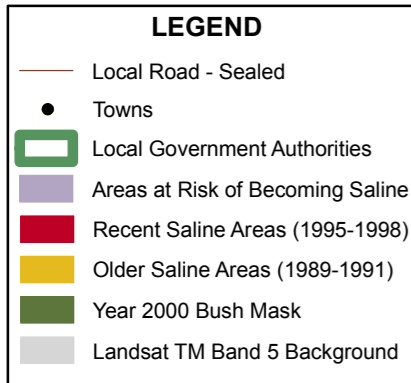 LEGEND
Local Road - Sealed
Towns
Local Government Authorities
Areas at Risk of Becoming Saline
Recent Saline Areas (1995-1998)
Older Saline Areas (1989-1991)
Year 2000 Bush Mask
Landsat TM Band 5 Background